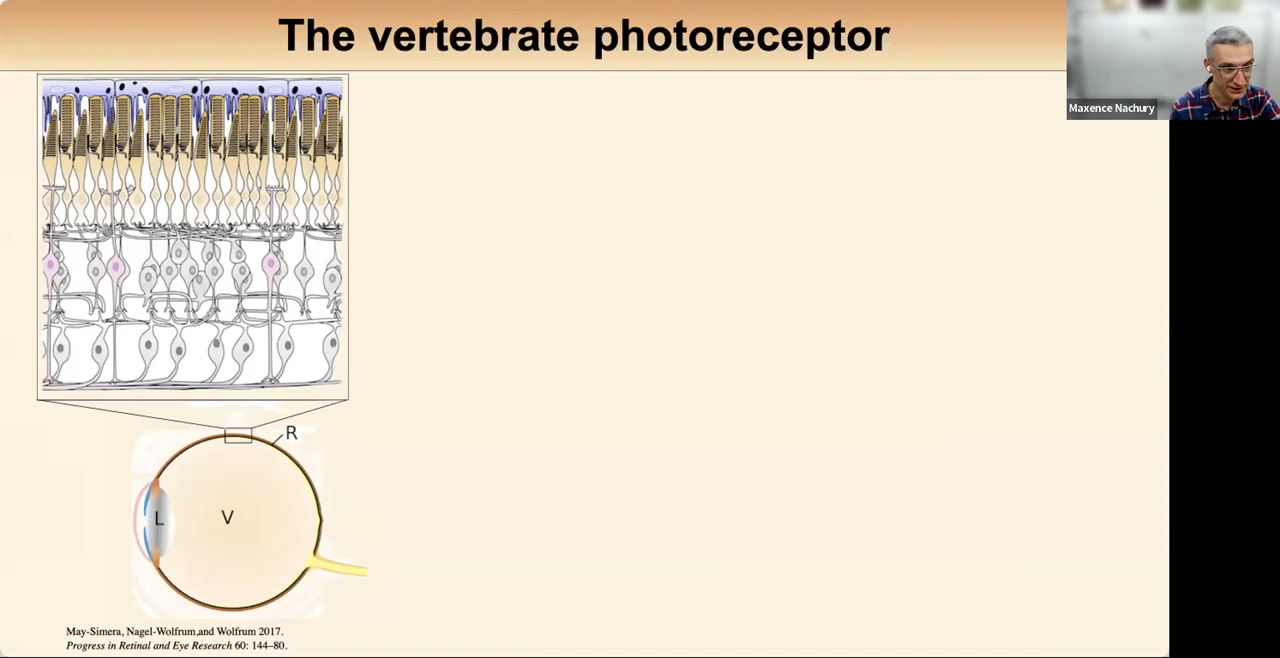 The vertebrate photoreceptor
Maxence Nachury
R
L
V
May-Simera, Nagel-Wolfrum,and Wolfrum 2017.
Progress in Retinal and Eye Research 60: 144–80.